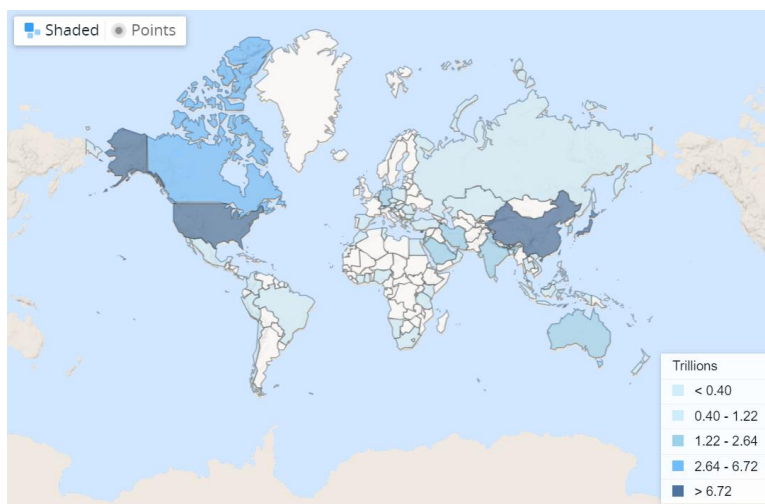 Shaded Points
Trillions
< 0.40
0.40 - 1.22
1.22 - 2.64
2.64 - 6.72
> 6.72